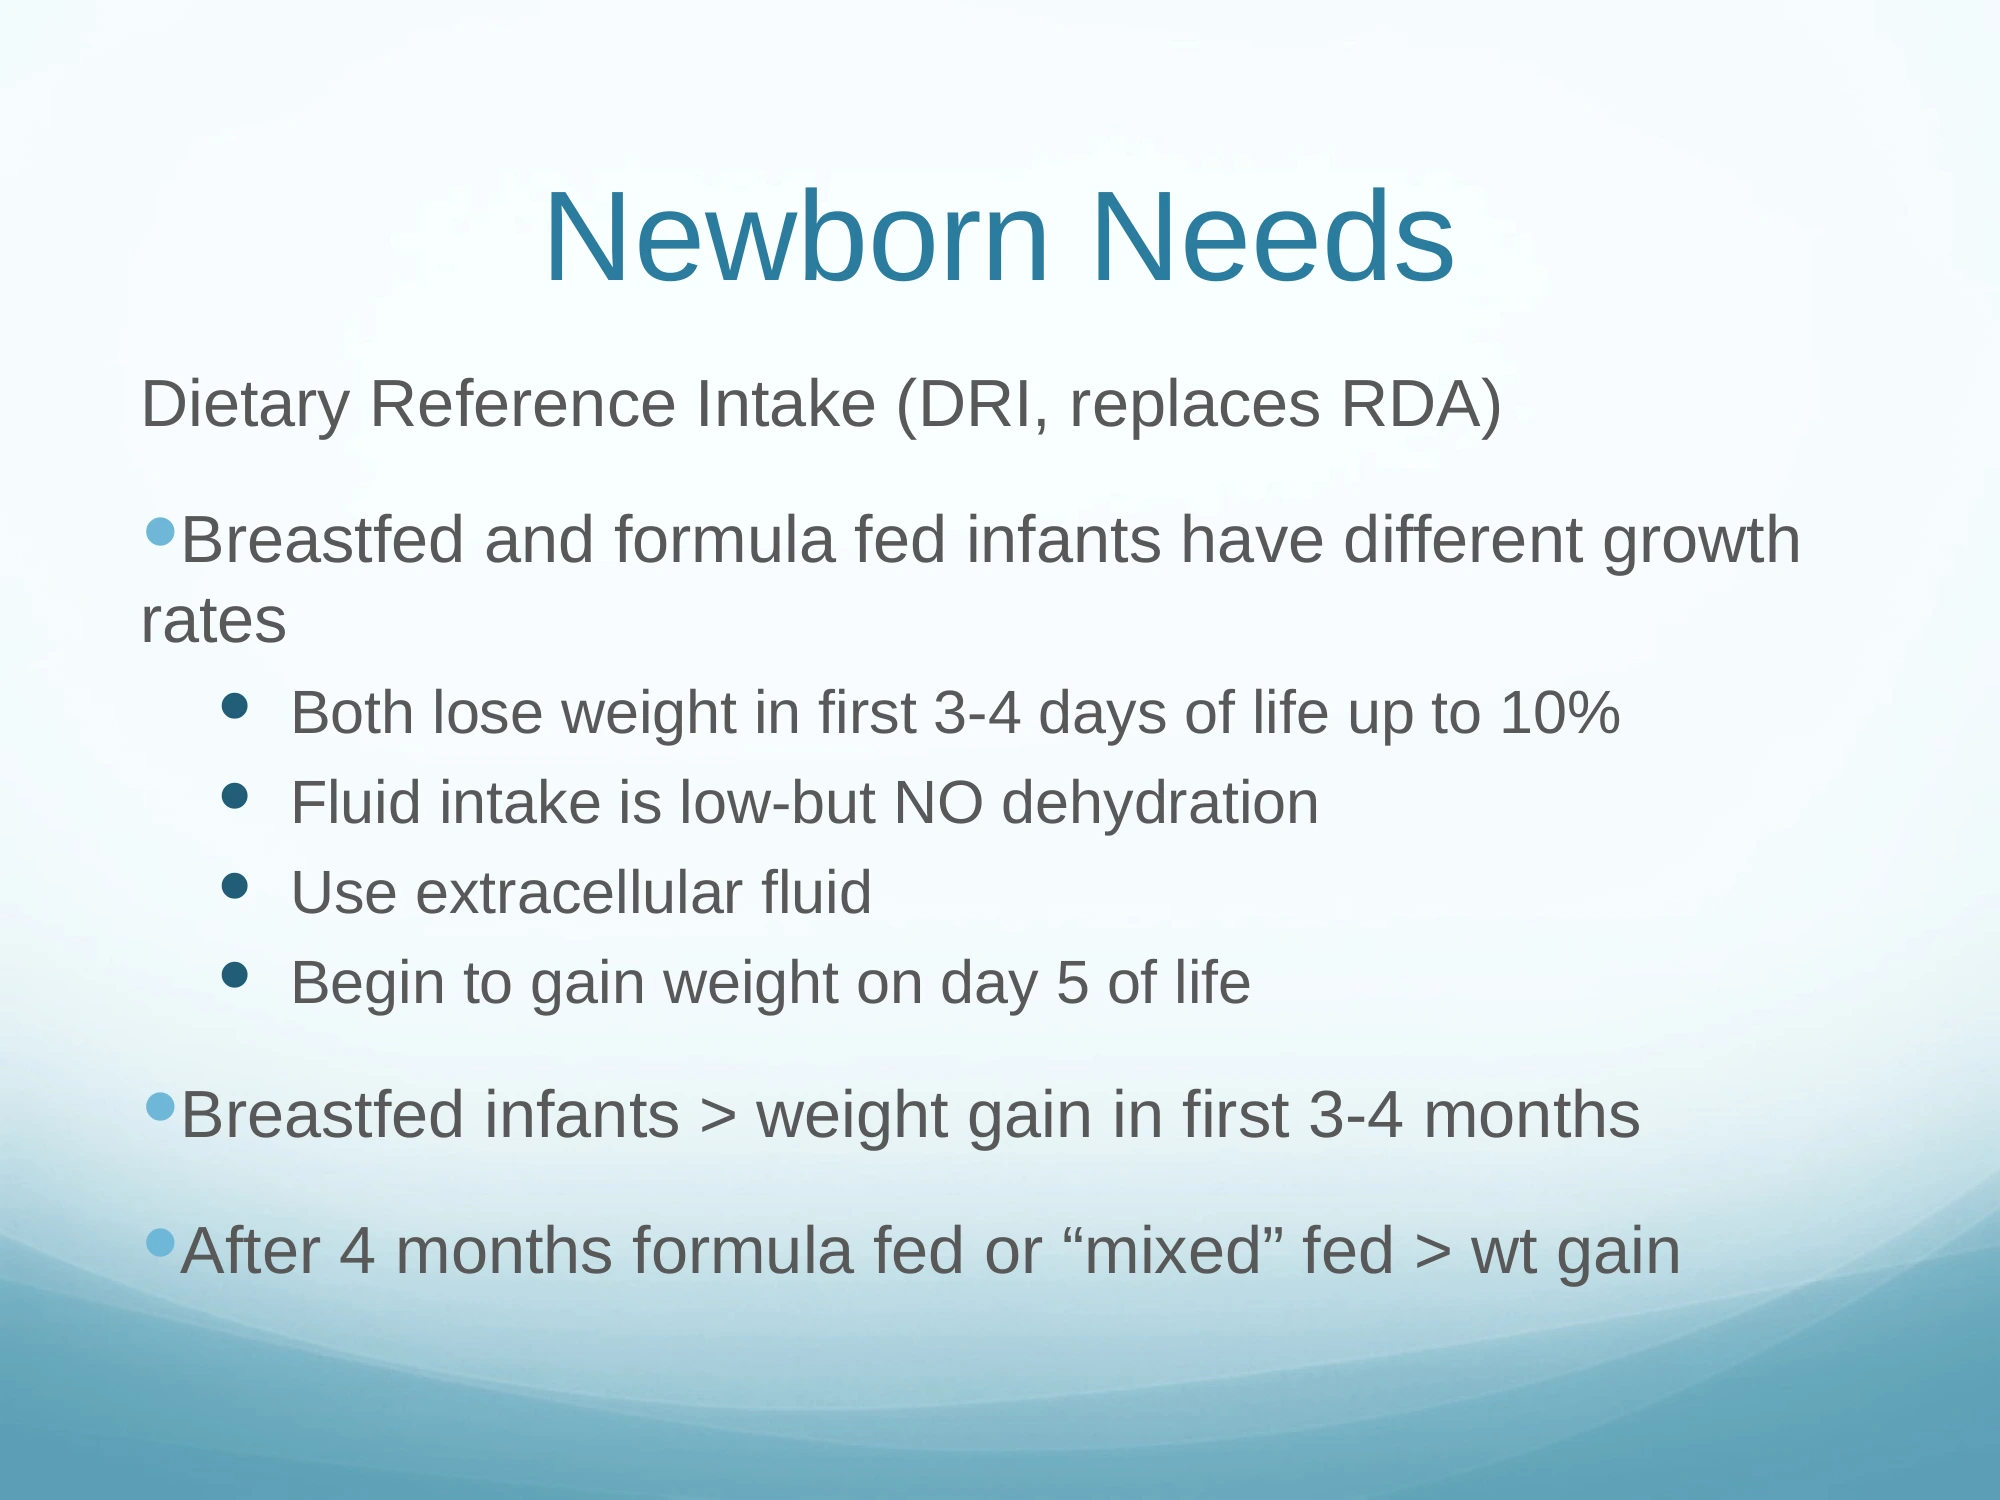 Newborn Needs
Dietary Reference Intake (DRI, replaces RDA)
•Breastfed and formula fed infants have different growth
rates
• Both lose weight in first 3-4 days of life up to 10%
• Fluid intake is low-but NO dehydration
• Use extracellular fluid
• Begin to gain weight on day 5 of life
•Breastfed infants > weight gain in first 3-4 months
•After 4 months formula fed or “mixed” fed > wt gain